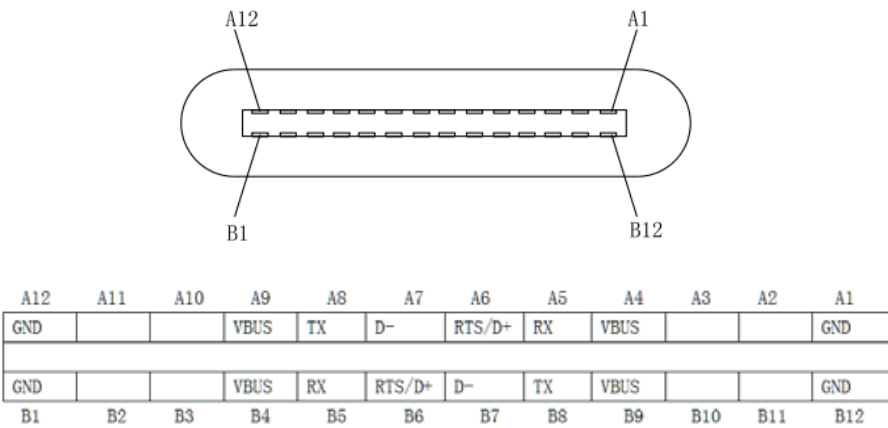 A12 A1
B1 B12
A12 A11 A10 A9 A8 A7 A6 A5 A4 A3 A2 A1
GND VBUS TX D- RTS/D+ RX VBUS GND
GND VBUS RX RTS/D+ D- TX VBUS GND
B1 B2 B3 B4 B5 B6 B7 B8 B9 B10 B11 B12